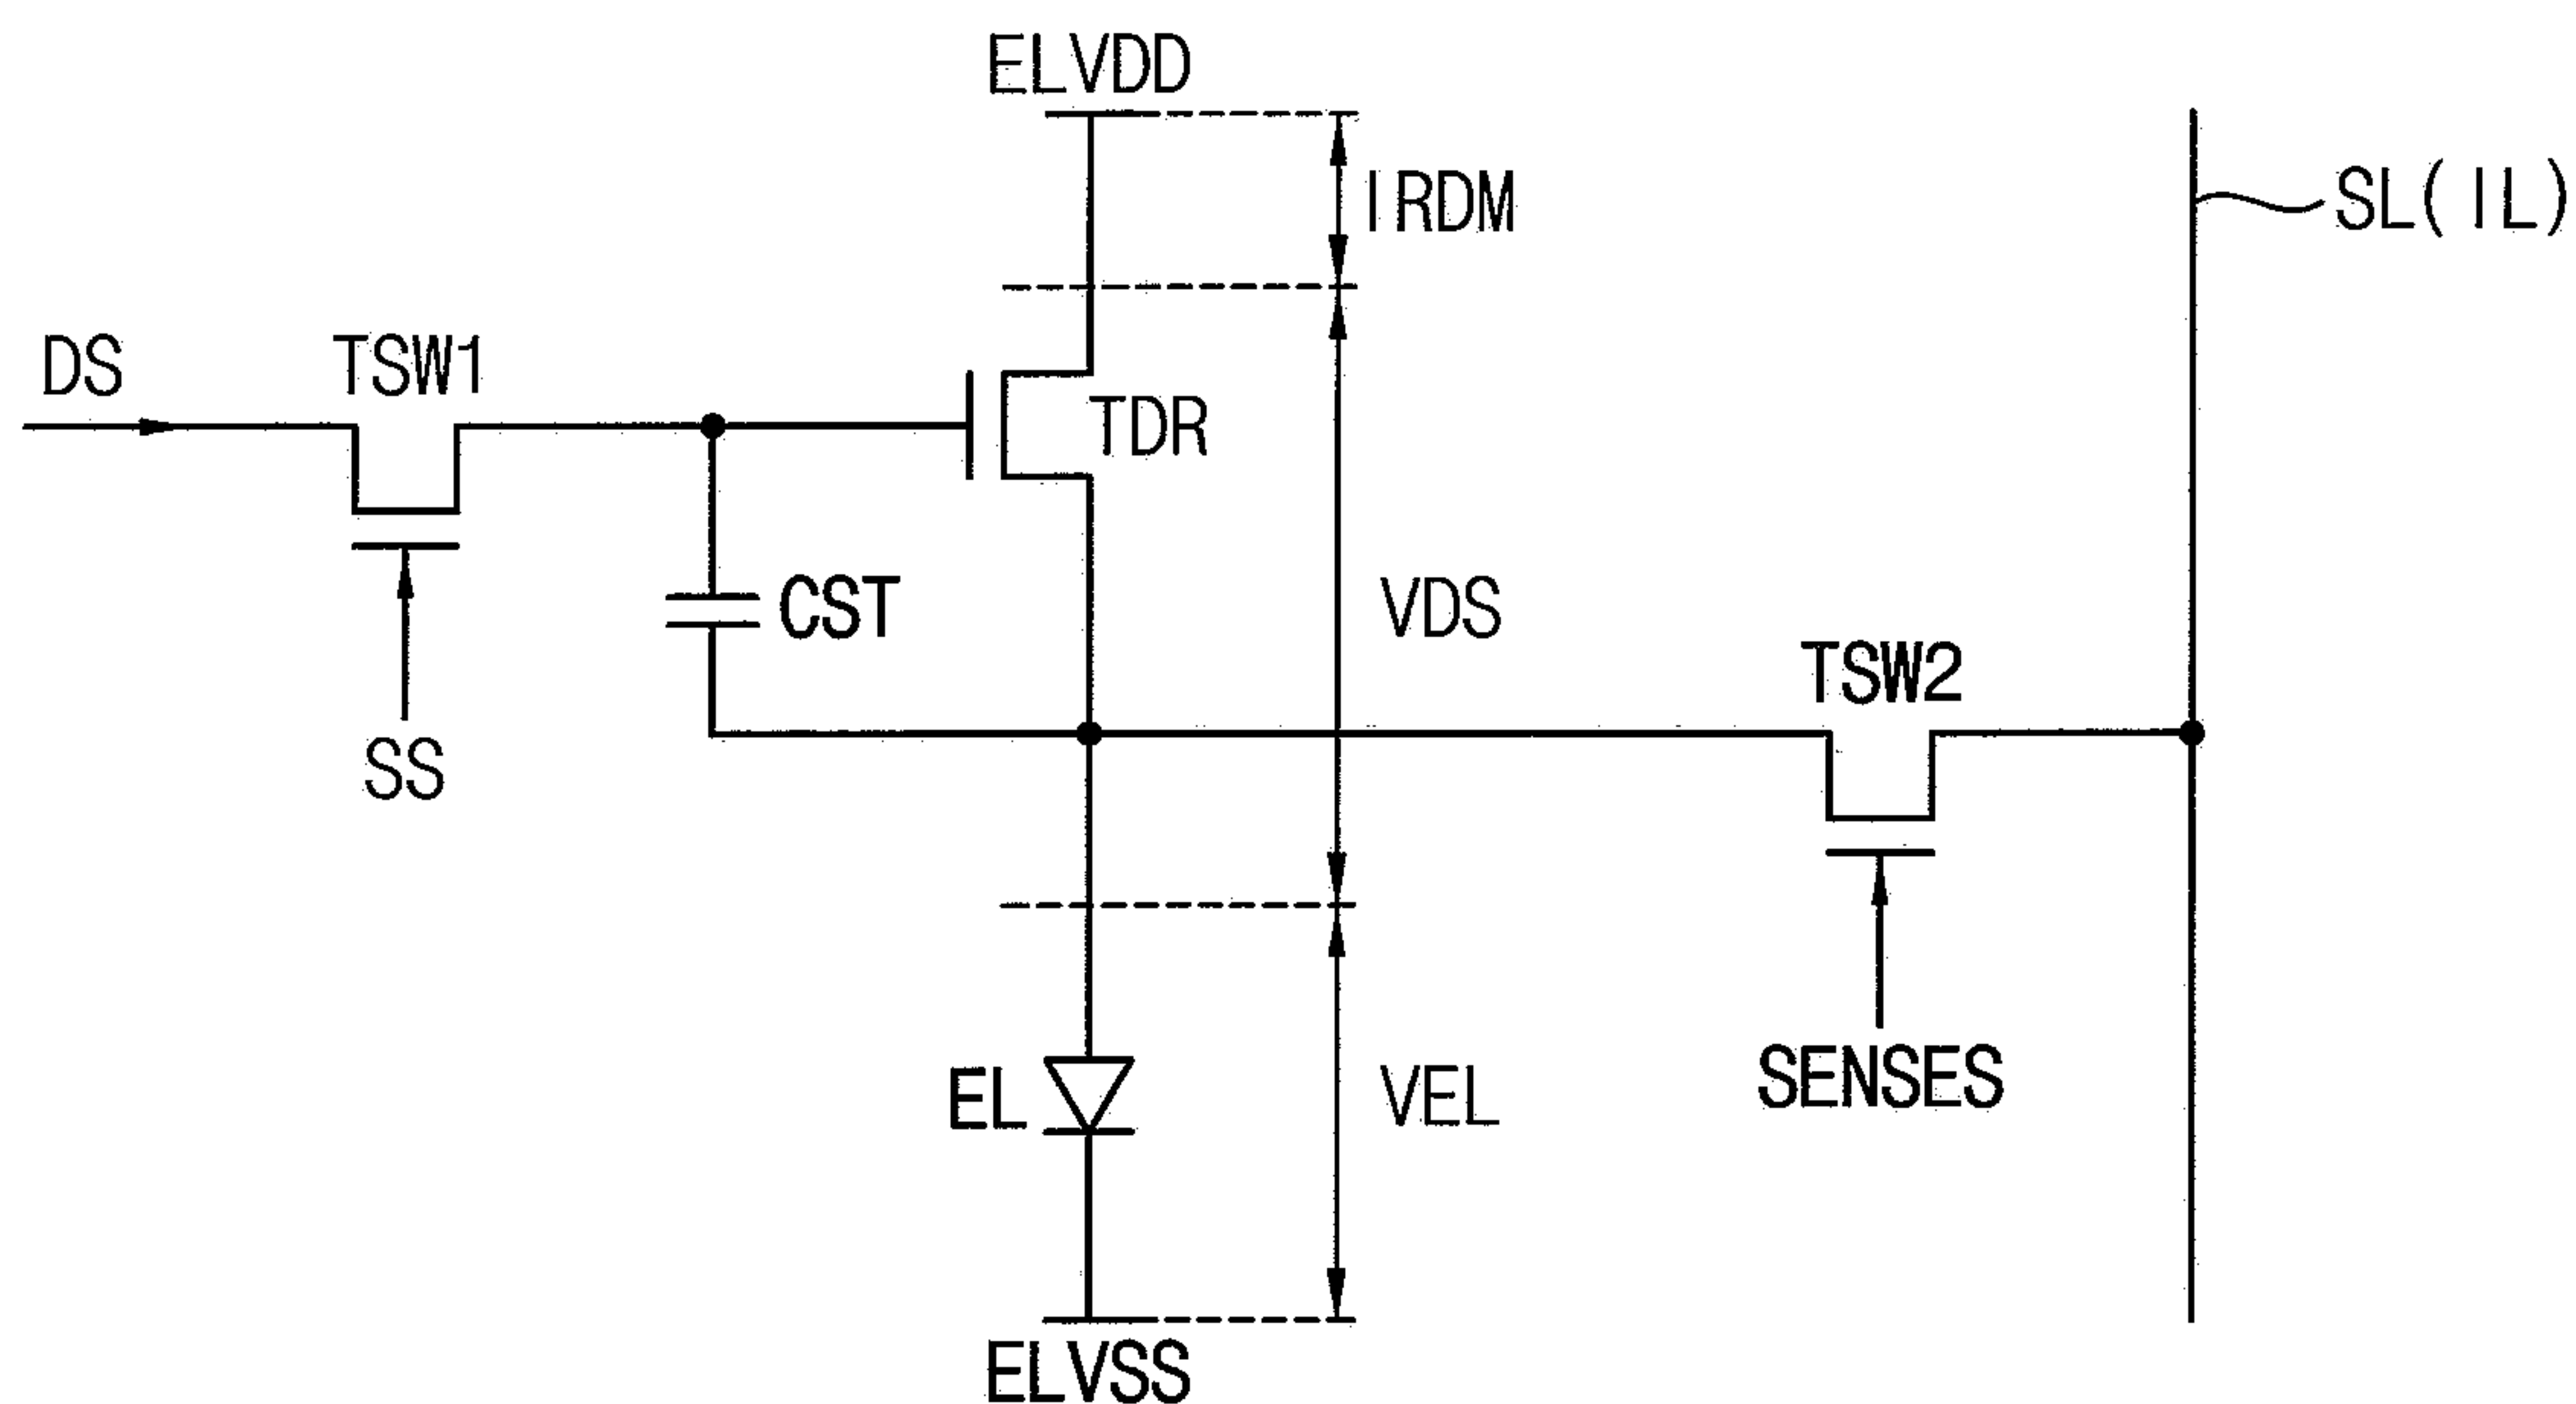 ELVDD
IRDM
SL(IL)
DS
TSW1
TDR
CST
VDS
TSW2
SS
EL
VEL
SENSES
ELVSS